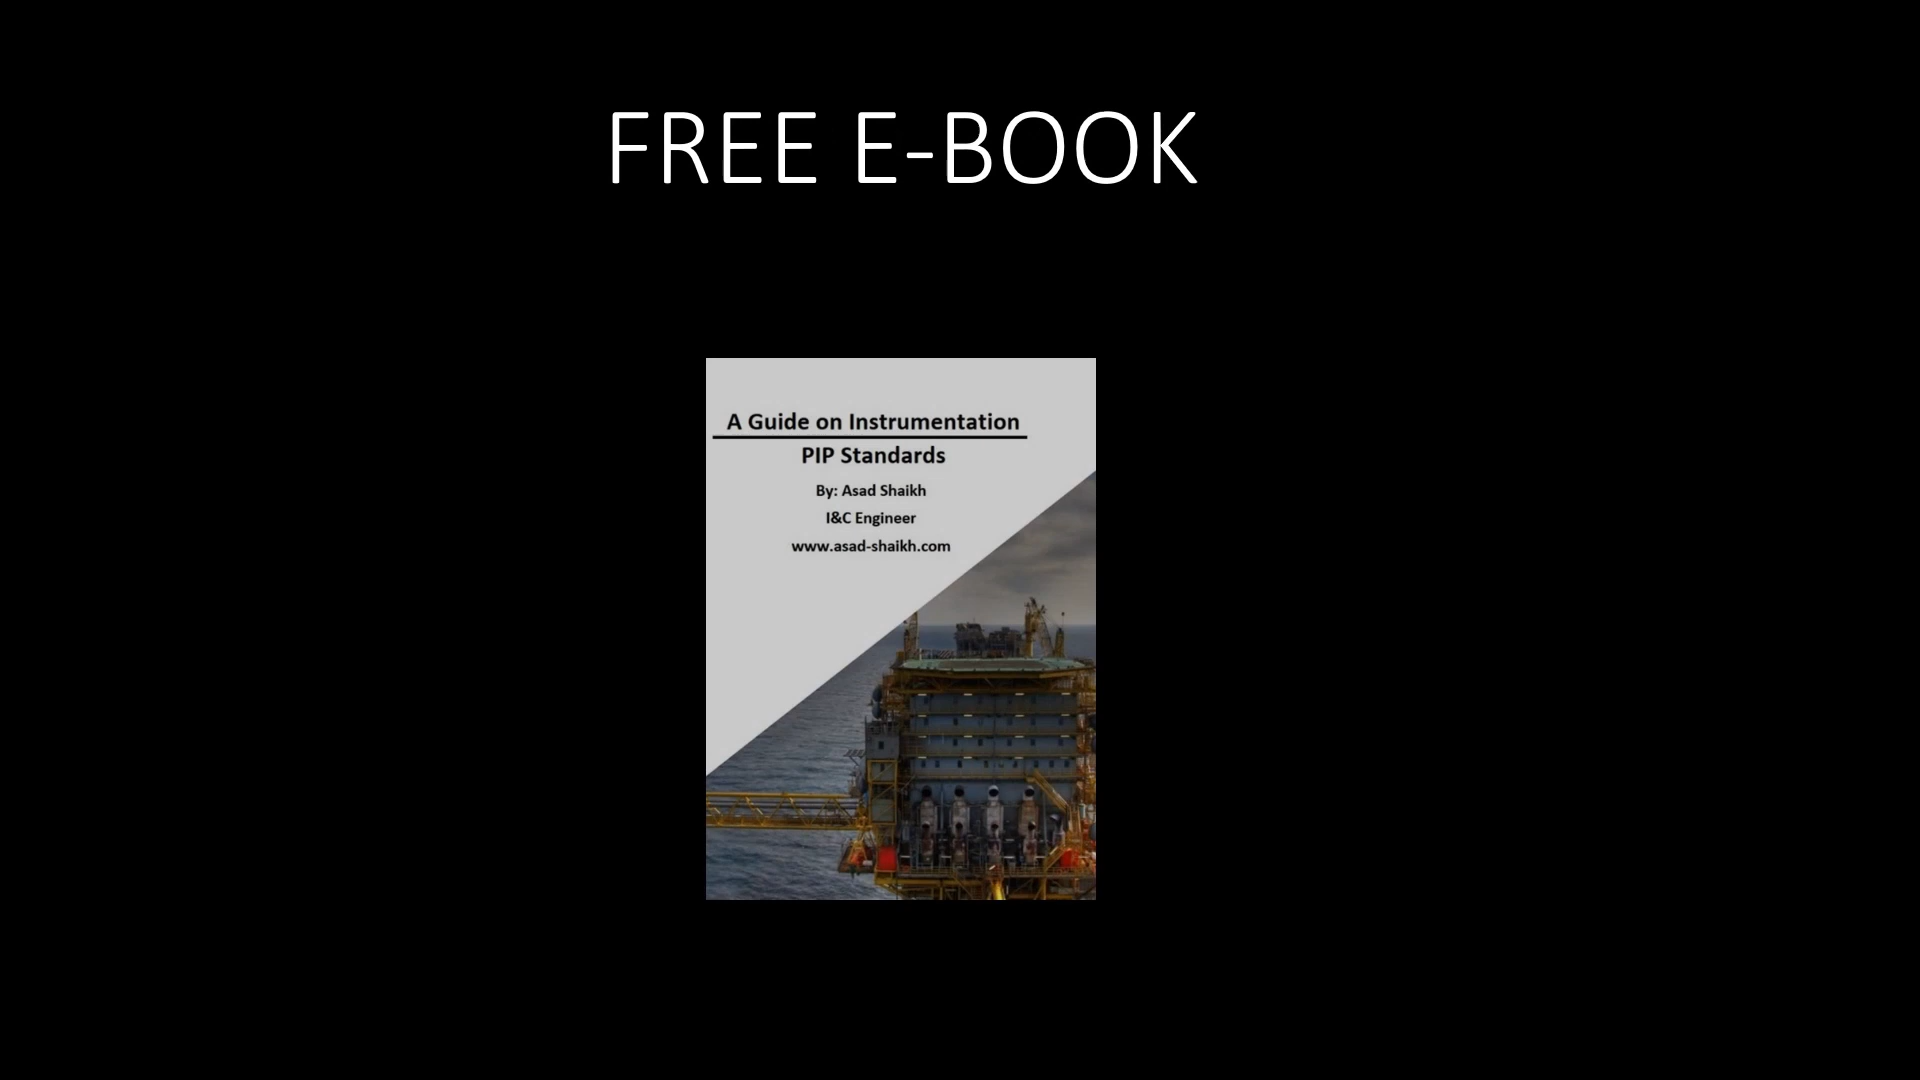 FREE E-BOOK
A Guide on Instrumentation
PIP Standards
By: Asad Shaikh
I&C Engineer
www.asad-shaikh.com